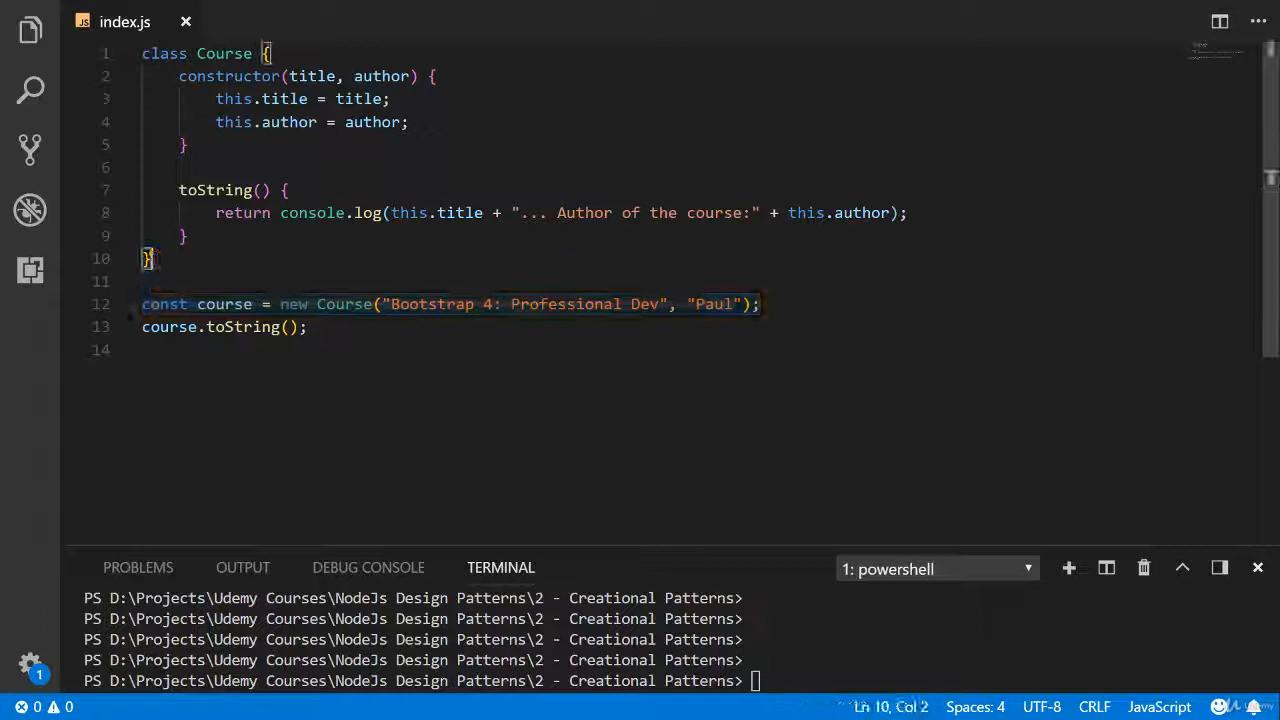 JS index.js ×
1 class Course {
2     constructor(title, author) {
3         this.title = title;
4         this.author = author;
5     }
6
7     toString() {
8         return console.log(this.title + "... Author of the course:" + this.author);
9     }
10 }
11
12 const course = new Course("Bootstrap 4: Professional Dev", "Paul");
13 course.toString();
14
PROBLEMS OUTPUT DEBUG CONSOLE TERMINAL 1: powershell
PS D:\Projects\Udemy Courses\NodeJs Design Patterns\2 - Creational Patterns>
PS D:\Projects\Udemy Courses\NodeJs Design Patterns\2 - Creational Patterns>
PS D:\Projects\Udemy Courses\NodeJs Design Patterns\2 - Creational Patterns>
PS D:\Projects\Udemy Courses\NodeJs Design Patterns\2 - Creational Patterns>
PS D:\Projects\Udemy Courses\NodeJs Design Patterns\2 - Creational Patterns>
1
0 0 Ln 10, Col 2 Spaces: 4 UTF-8 CRLF JavaScript Udemy